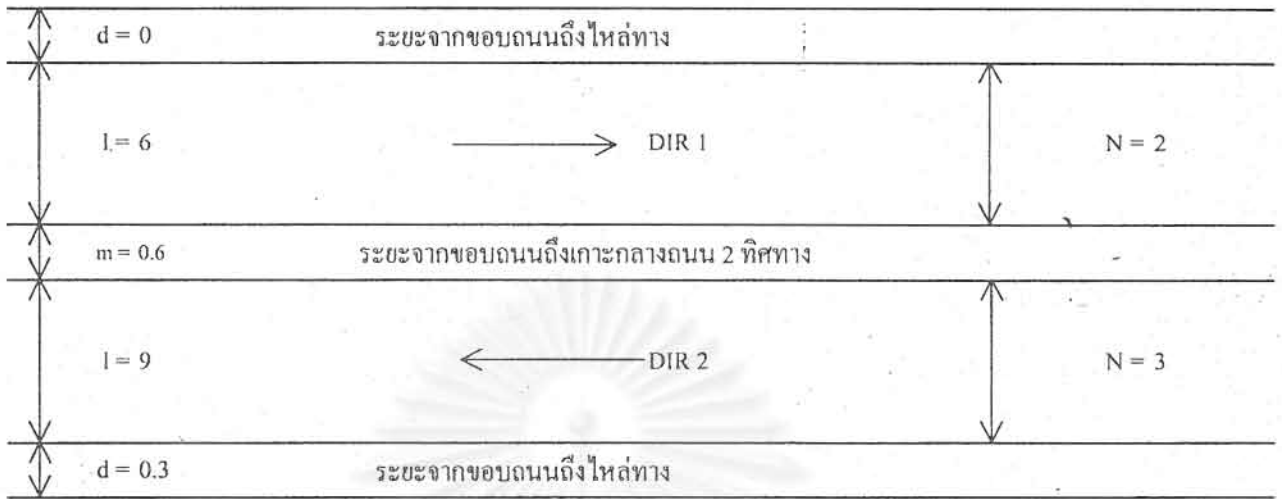 d = 0 ระยะจากขอบถนนถึงไหล่ทาง
l = 6 DIR 1 N = 2
m = 0.6 ระยะจากขอบถนนถึงเกาะกลางถนน 2 ทิศทาง
l = 9 DIR 2 N = 3
d = 0.3 ระยะจากขอบถนนถึงไหล่ทาง